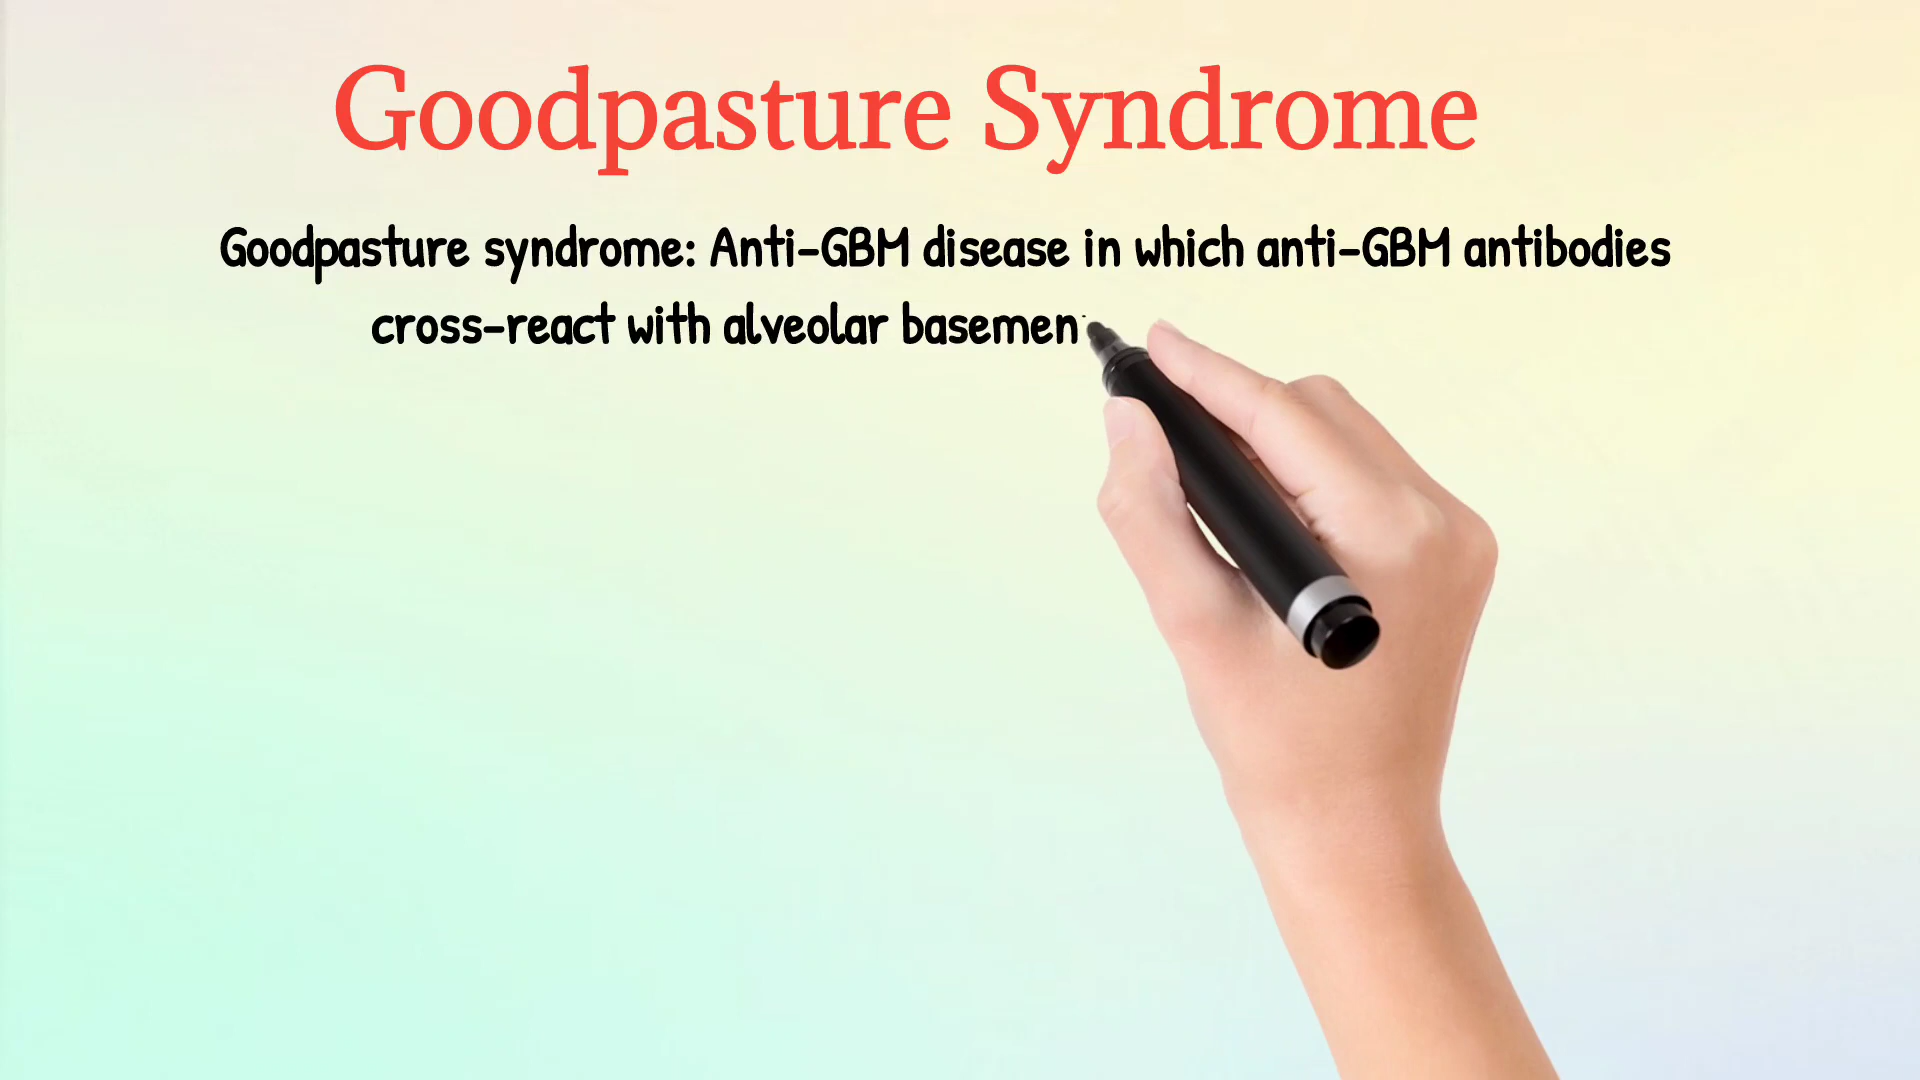 Goodpasture Syndrome
Goodpasture syndrome: Anti-GBM disease in which anti-GBM antibodies
cross-react with alveolar basemen